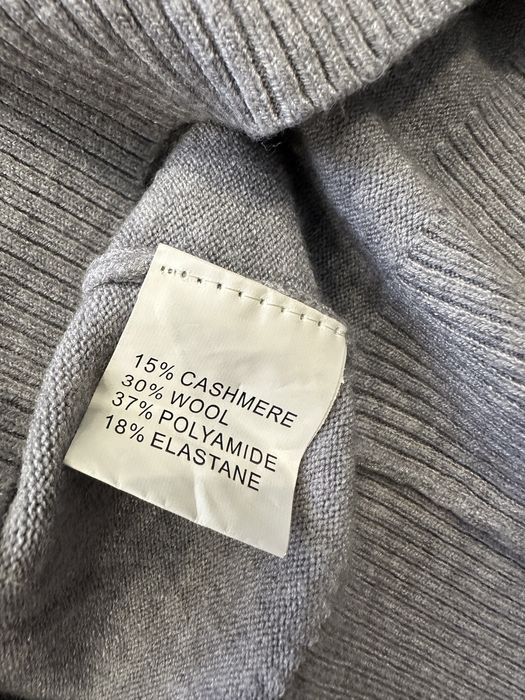 15% CASHMERE
30% WOOL
37% POLYAMIDE
18% ELASTANE